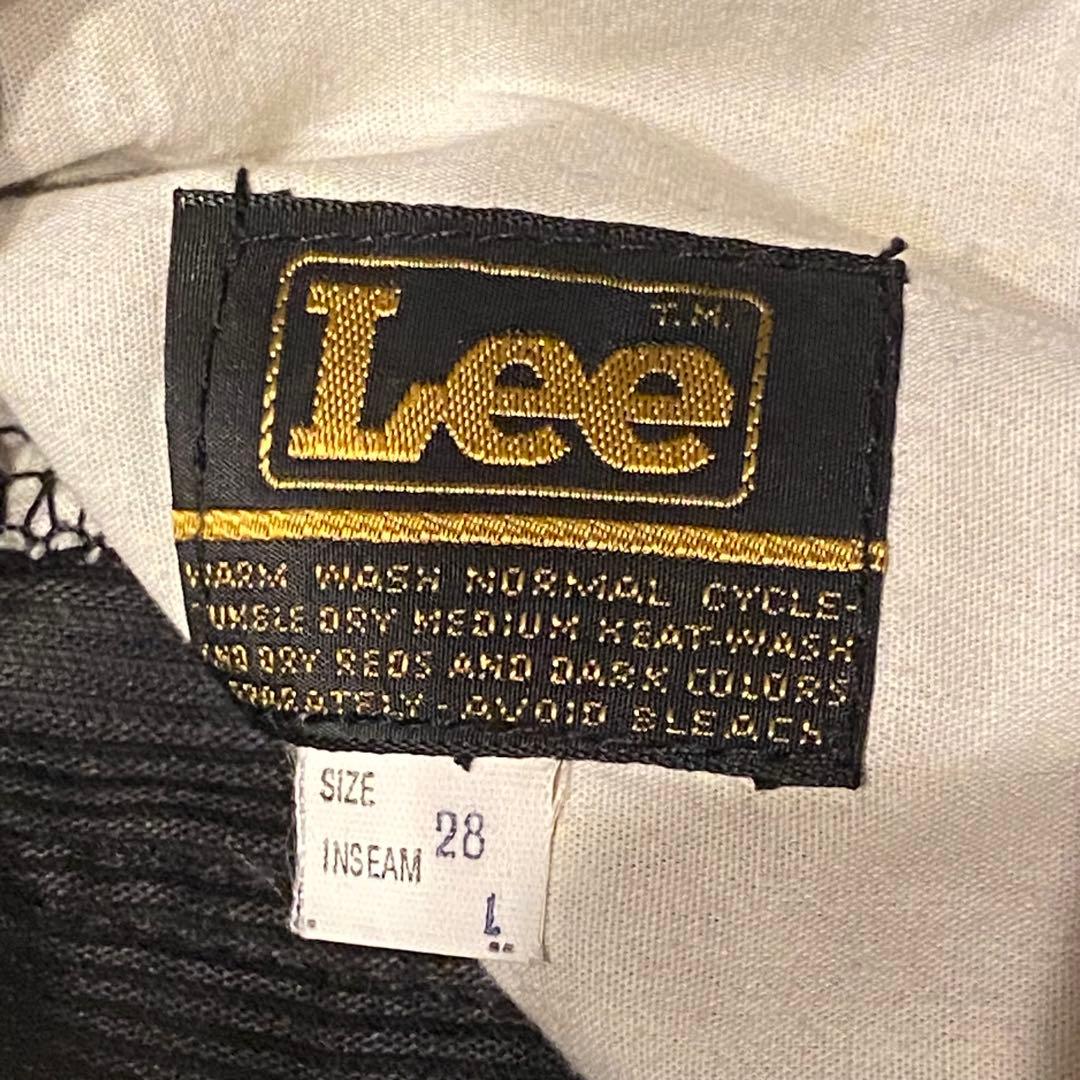 Lee
T.M.
WARM WASH NORMAL CYCLE-
TUMBLE DRY MEDIUM HEAT-WASH
AND DRY REDS AND DARK COLORS
SEPARATELY-AVOID BLEACH
SIZE
28
INSEAM
L